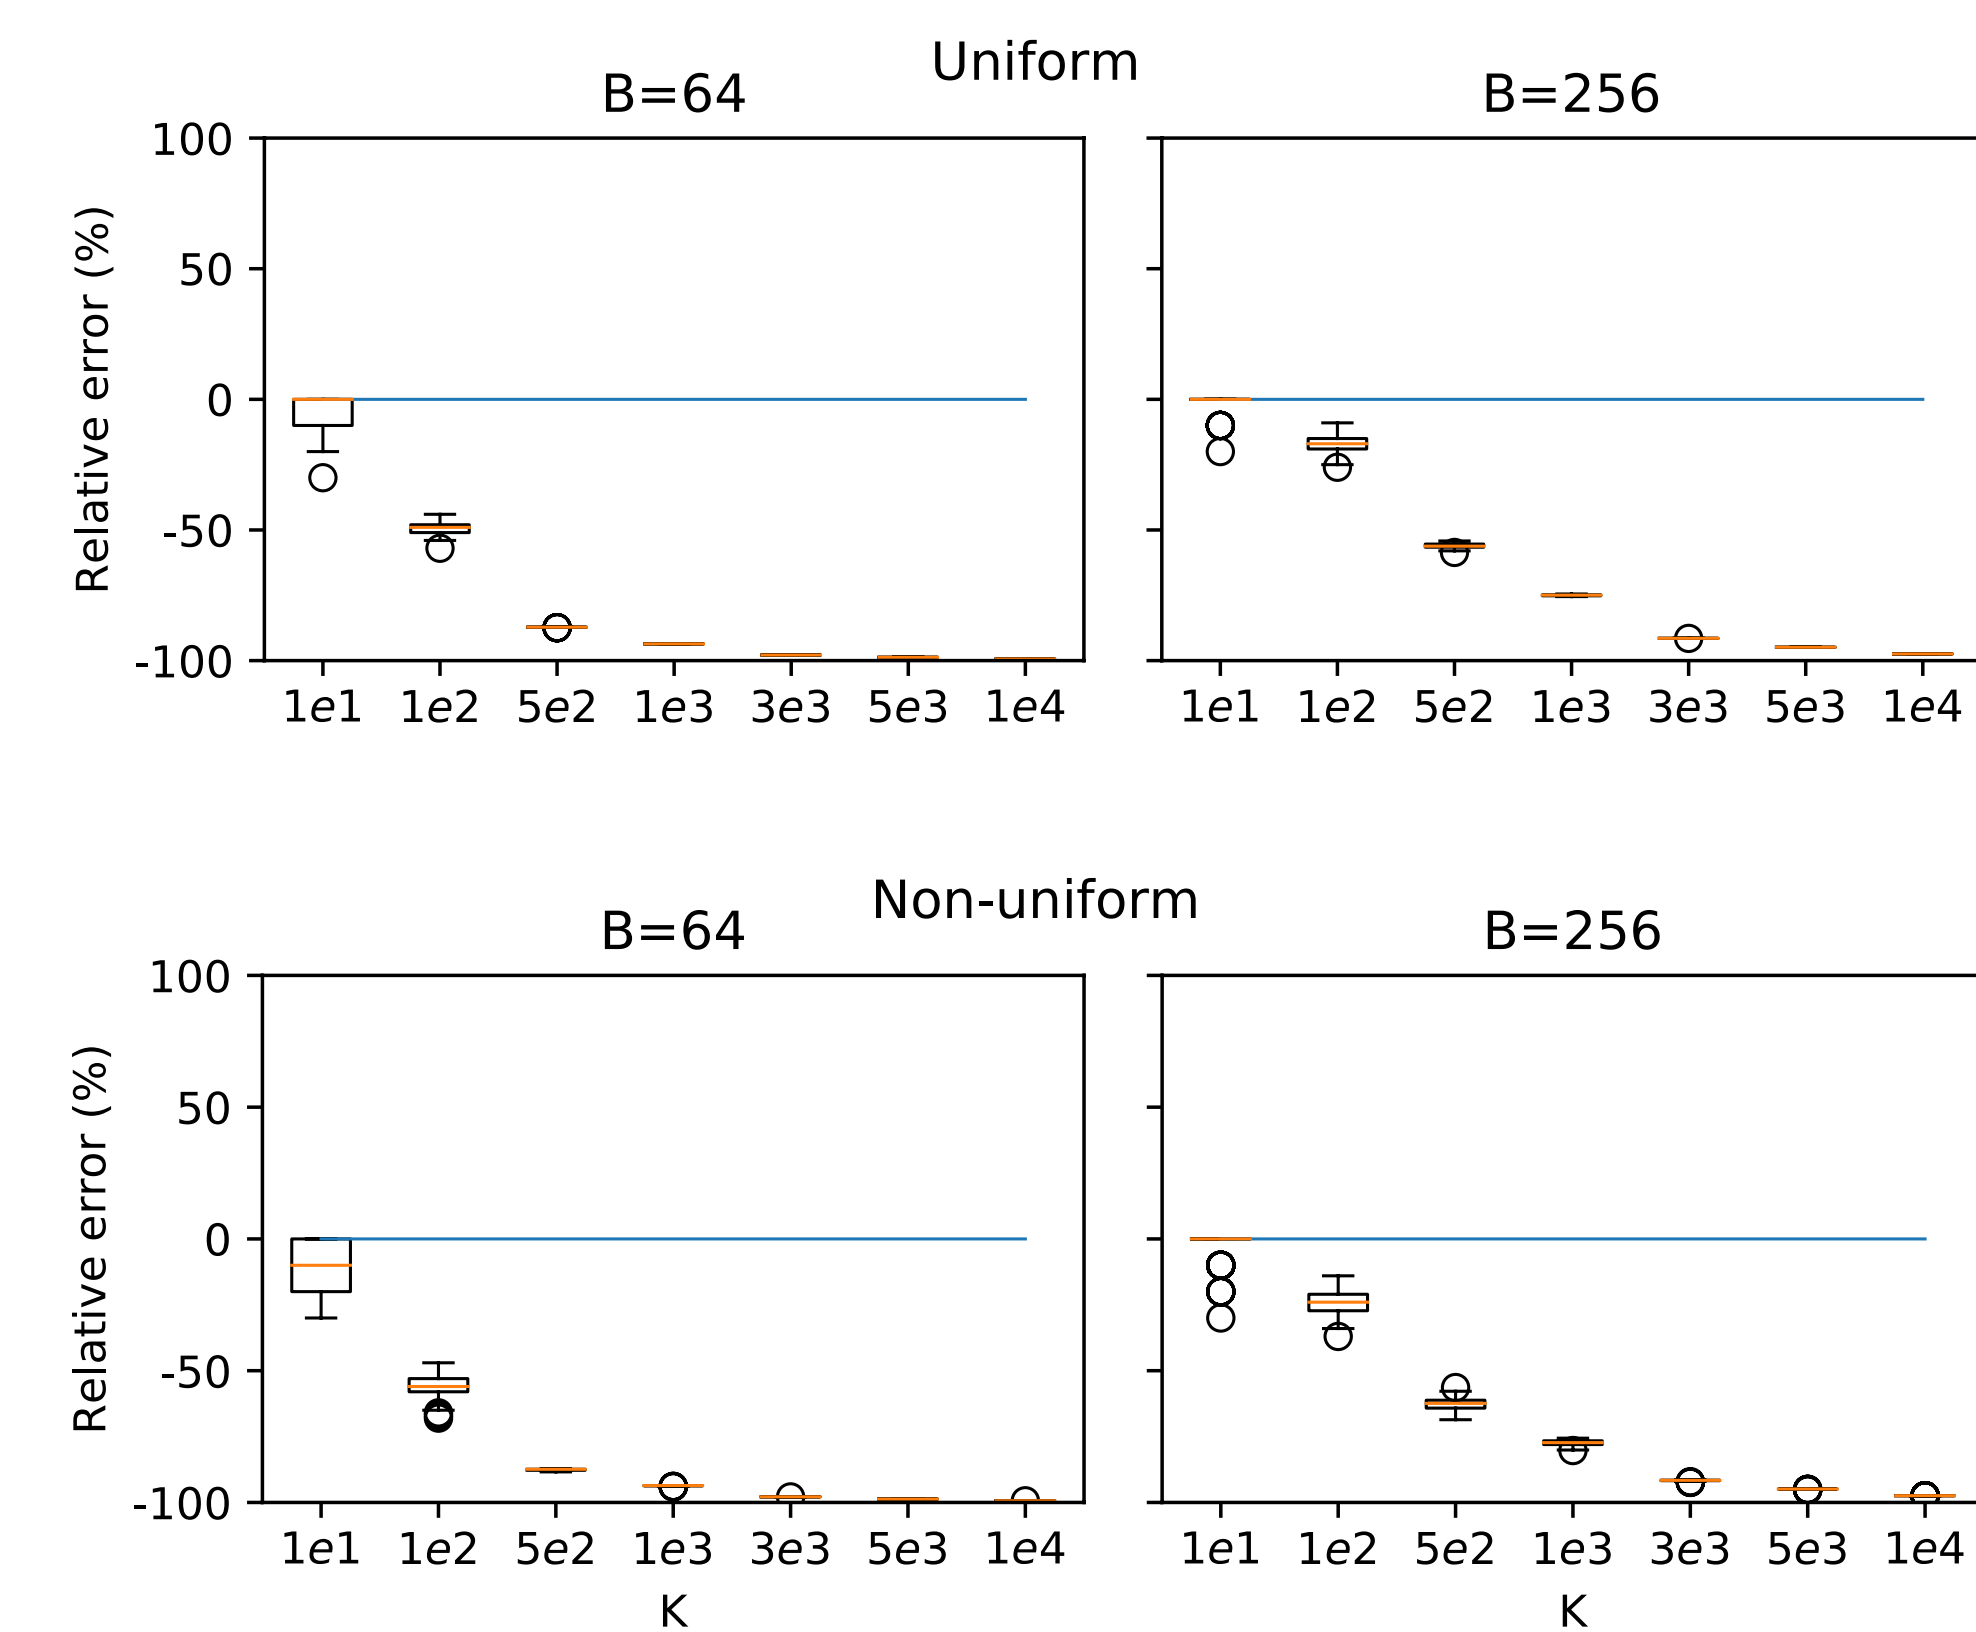 Uniform
B=64 B=256
Relative error (%)
100
50
0
-50
-100
1e1 1e2 5e2 1e3 3e3 5e3 1e4
1e1 1e2 5e2 1e3 3e3 5e3 1e4
Non-uniform
B=64 B=256
Relative error (%)
100
50
0
-50
-100
1e1 1e2 5e2 1e3 3e3 5e3 1e4
1e1 1e2 5e2 1e3 3e3 5e3 1e4
K K